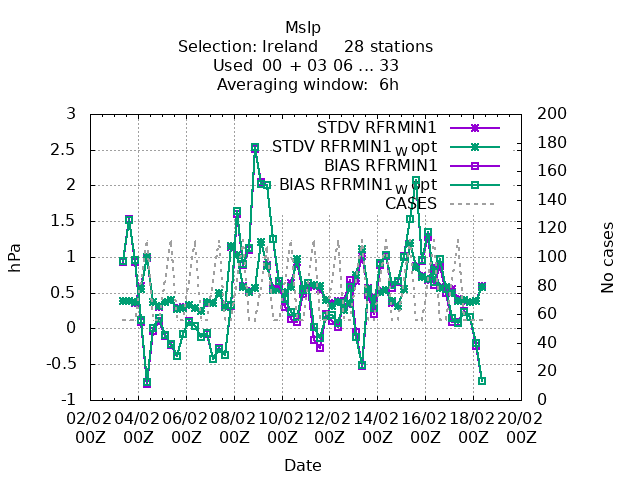 Mslp
Selection: Ireland 28 stations
Used 00 + 03 06 ... 33
Averaging window: 6h
3
2.5
2
1.5
1
0.5
0
-0.5
-1
hPa
STDV RFRMIN1
STDV RFRMIN1w opt
BIAS RFRMIN1
BIAS RFRMIN1w opt
CASES
200
180
160
140
120
100
80
60
40
20
0
No cases
02/02 04/02 06/02 08/02 10/02 12/02 14/02 16/02 18/02 20/02
00Z 00Z 00Z 00Z 00Z 00Z 00Z 00Z 00Z 00Z
Date